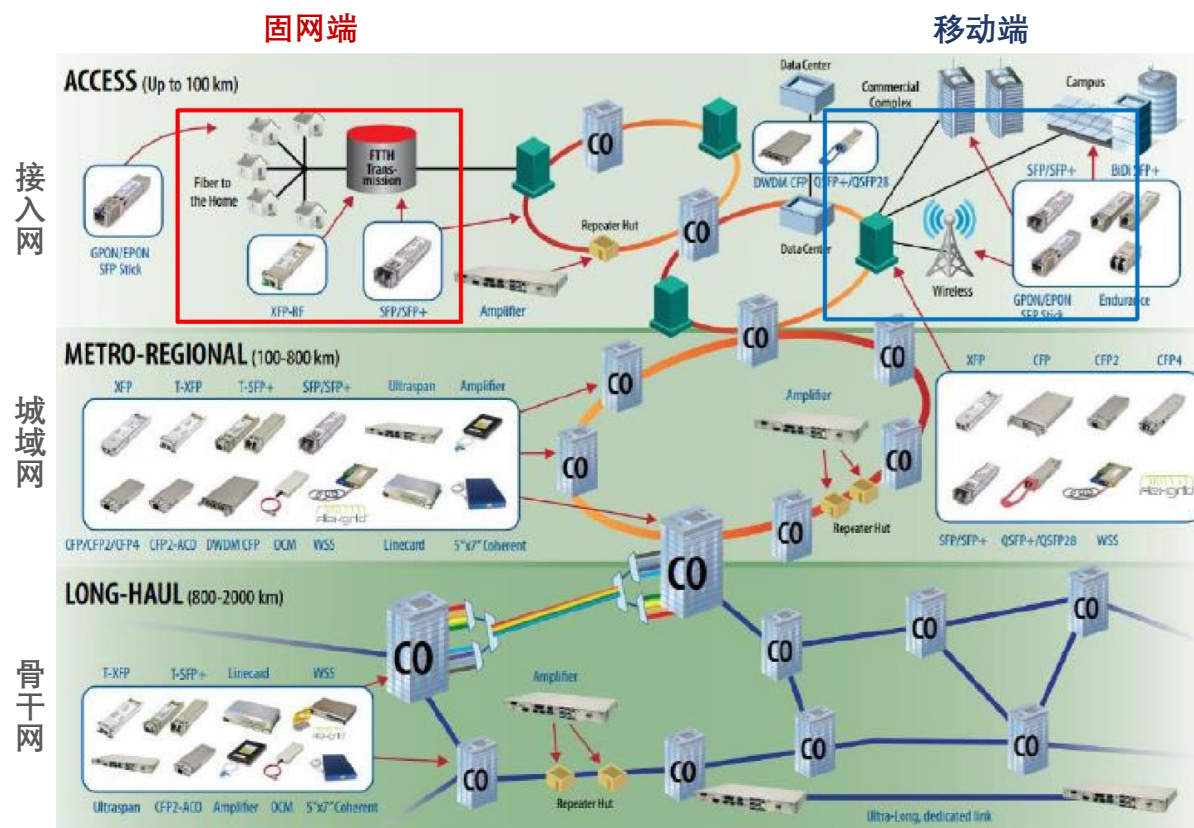 固网端
移动端
接入网
城域网
骨干网
ACCESS (Up to 100 km)
Fiber to
the Home
FTTH
Trans-
mission
GPON/EPON
SFP Stick
XFP-RF
SFP/SFP+
Amplifier
Repeater Hut
CO
CO
Data Center
DWDM CFP
QSFP+/QSFP28
Data Center
Commercial
Complex
Campus
SFP/SFP+
BiDi SFP+
Wireless
GPON/EPON
SFP Stick
Endurance
METRO-REGIONAL (100-800 km)
XFP
T-XFP
T-SFP+
SFP/SFP+
Ultraspan
Amplifier
Flexgrid
CFP/CFP2/CFP4
CFP2-ACO
DWDM CFP
OCM
WSS
Linecard
5"x7" Coherent
CO
CO
CO
CO
CO
CO
CO
Amplifier
Repeater Hut
XFP
CFP
CFP2
CFP4
Flexgrid
SFP/SFP+
QSFP+/QSFP28
WSS
LONG-HAUL (800-2000 km)
T-XFP
T-SFP+
Linecard
WSS
Ultraspan
CFP2-ACO
Amplifier
OCM
5"x7" Coherent
CO
CO
CO
CO
CO
CO
CO
CO
Amplifier
Repeater Hut
Ultra-Long, dedicated link